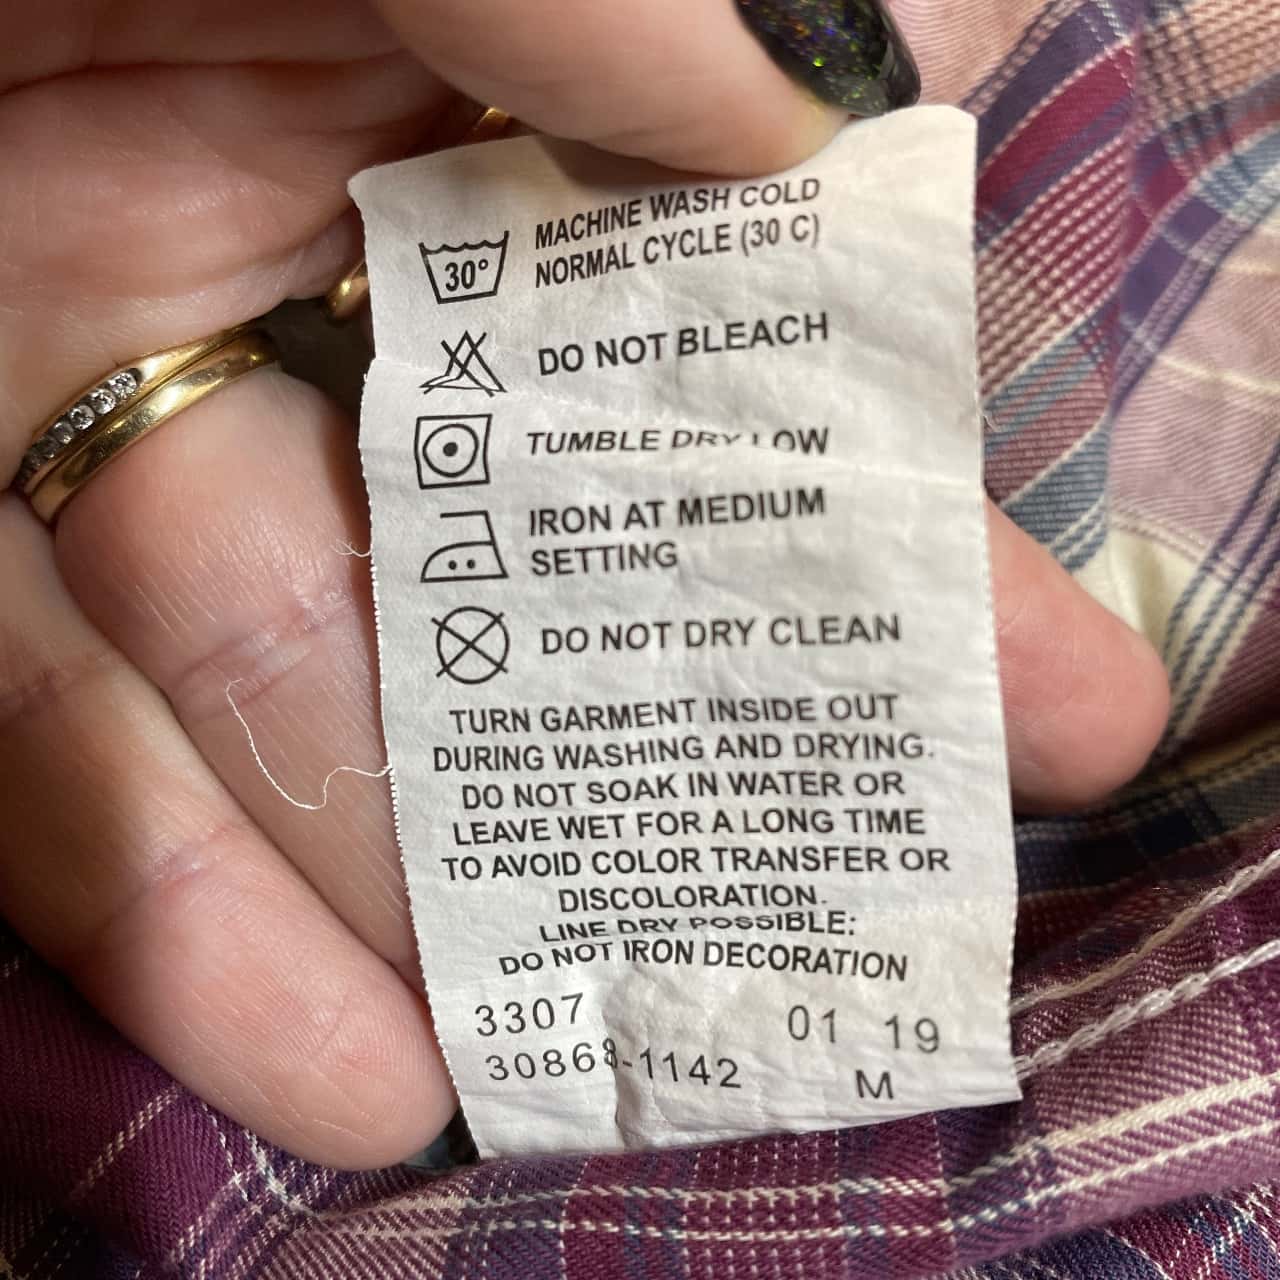 MACHINE WASH COLD
NORMAL CYCLE (30 C)
30°
DO NOT BLEACH
TUMBLE DRY LOW
IRON AT MEDIUM
SETTING
DO NOT DRY CLEAN
TURN GARMENT INSIDE OUT
DURING WASHING AND DRYING.
DO NOT SOAK IN WATER OR
LEAVE WET FOR A LONG TIME
TO AVOID COLOR TRANSFER OR
DISCOLORATION.
LINE DRY POSSIBLE:
DO NOT IRON DECORATION
3307 01 19
30868-1142 M